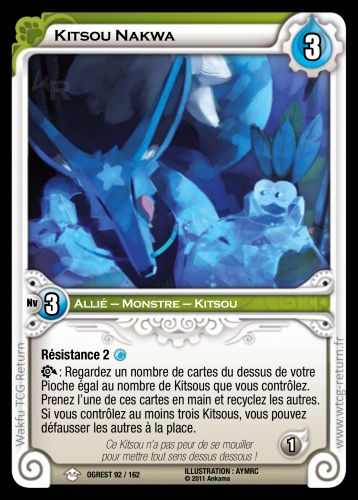 Kitsou Nakwa
3
KR
Nv 3 Allié – Monstre – Kitsou
Wakfu TCG Return
www.wtcg-return.fr
Résistance 2
: Regardez un nombre de cartes du dessus de votre
Pioche égal au nombre de Kitsous que vous contrôlez.
Prenez l'une de ces cartes en main et recyclez les autres.
Si vous contrôlez au moins trois Kitsous, vous pouvez
défausser les autres à la place.
Ce Kitsou n'a pas peur de se mouiller
pour mettre tout sens dessus dessous !
1
OGREST 92 / 162
ILLUSTRATION : AYMRC
© 2011 Ankama